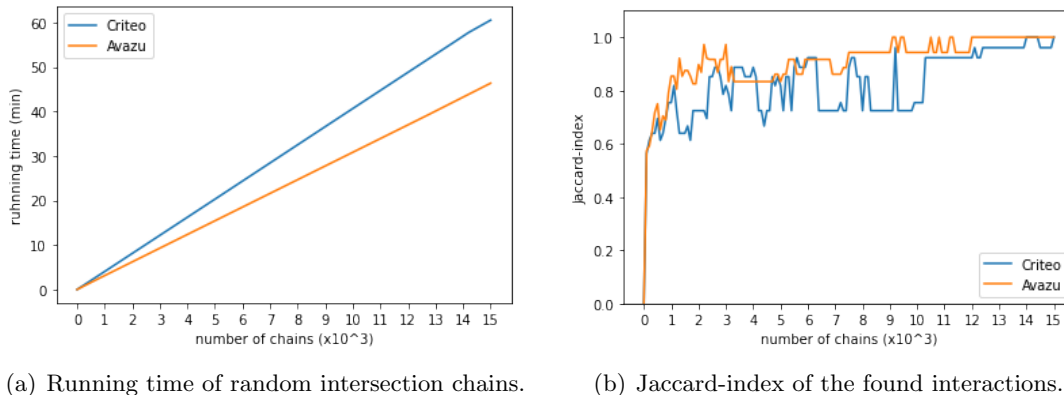 60
50
40
30
20
10
0
ruhnning time (min)
Criteo
Avazu
0 1 2 3 4 5 6 7 8 9 10 11 12 13 14 15
number of chains (x10^3)
(a) Running time of random intersection chains.
1.0
0.8
0.6
0.4
0.2
0.0
jaccard-index
Criteo
Avazu
0 1 2 3 4 5 6 7 8 9 10 11 12 13 14 15
number of chains (x10^3)
(b) Jaccard-index of the found interactions.